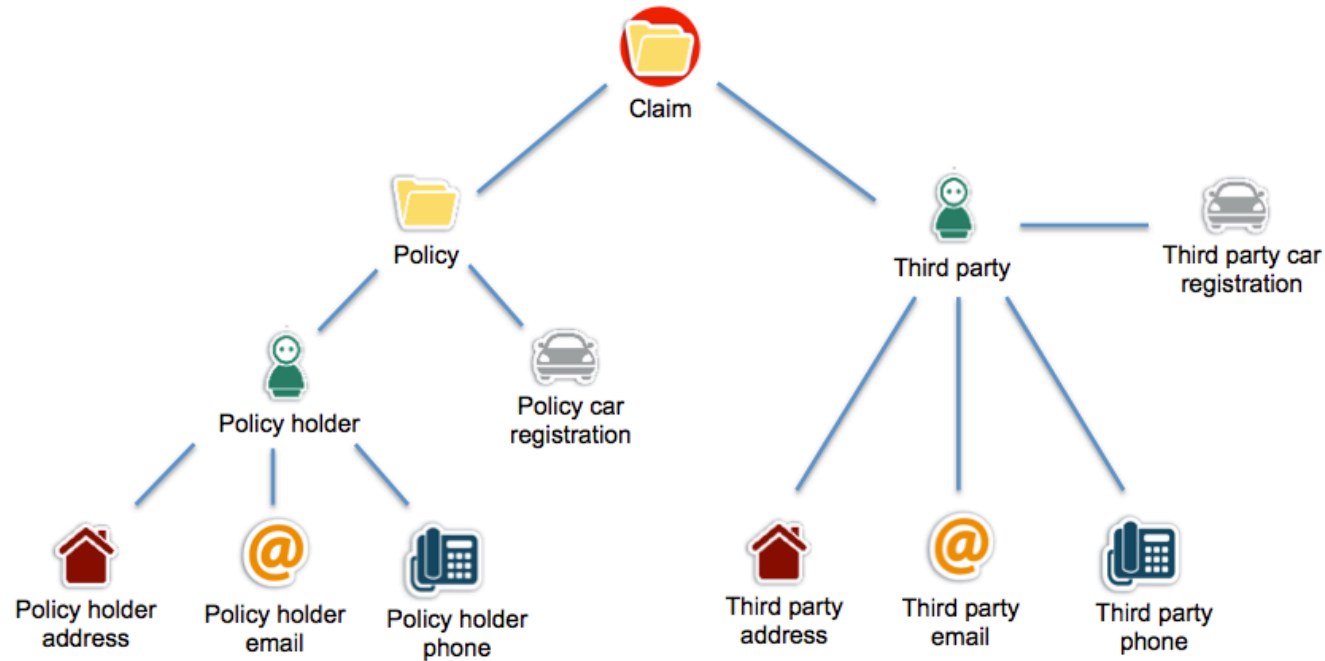 Claim
Policy
Third party
Third party car
registration
Policy holder
Policy car
registration
Policy holder
address
Policy holder
email
Policy holder
phone
Third party
address
Third party
email
Third party
phone